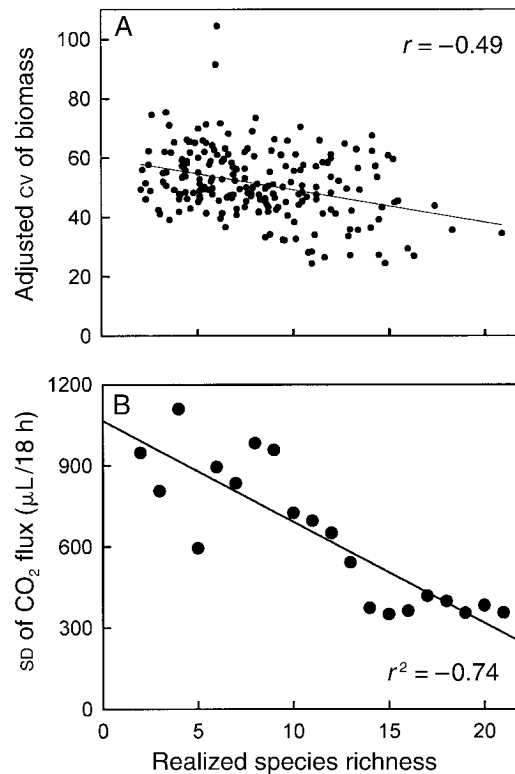 A
r = −0.49
100
80
60
40
20
0
Adjusted CV of biomass
B
1200
900
600
300
0
SD of CO₂ flux (μL/18 h)
r² = −0.74
0 5 10 15 20
Realized species richness